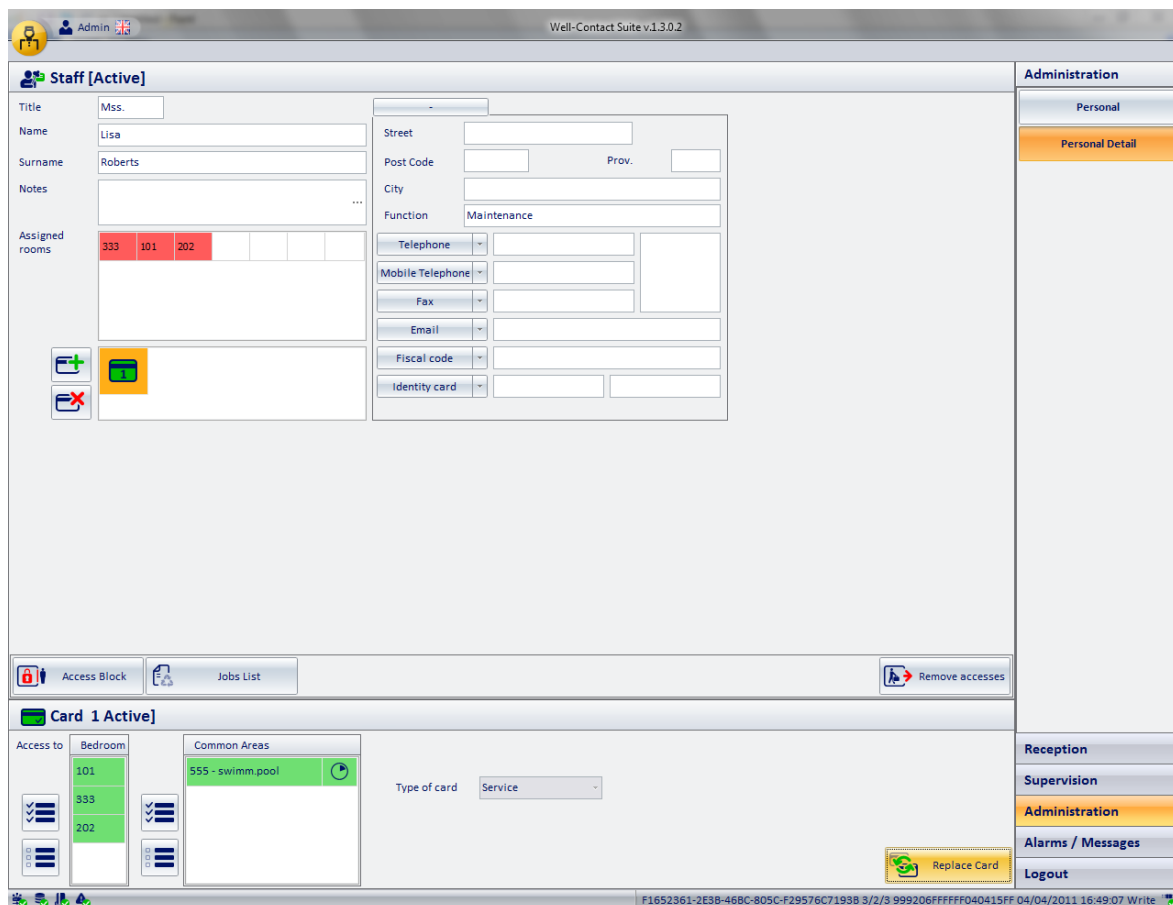 Admin
Well-Contact Suite v.1.3.0.2
Staff [Active]
Title Mss.
Name Lisa
Surname Roberts
Notes
...
Assigned rooms
333 101 202
1
-
Street
Post Code Prov.
City
Function Maintenance
Telephone
Mobile Telephone
Fax
Email
Fiscal code
Identity card
Access Block
Jobs List
Remove accesses
Card 1 Active]
Access to
Bedroom
101
333
202
Common Areas
555 - swimm.pool
Type of card Service
Replace Card
Administration
Personal
Personal Detail
Reception
Supervision
Administration
Alarms / Messages
Logout
F1652361-2E3B-46BC-805C-F29576C7193B 3/2/3 999206FFFFFF040415FF 04/04/2011 16:49:07 Write